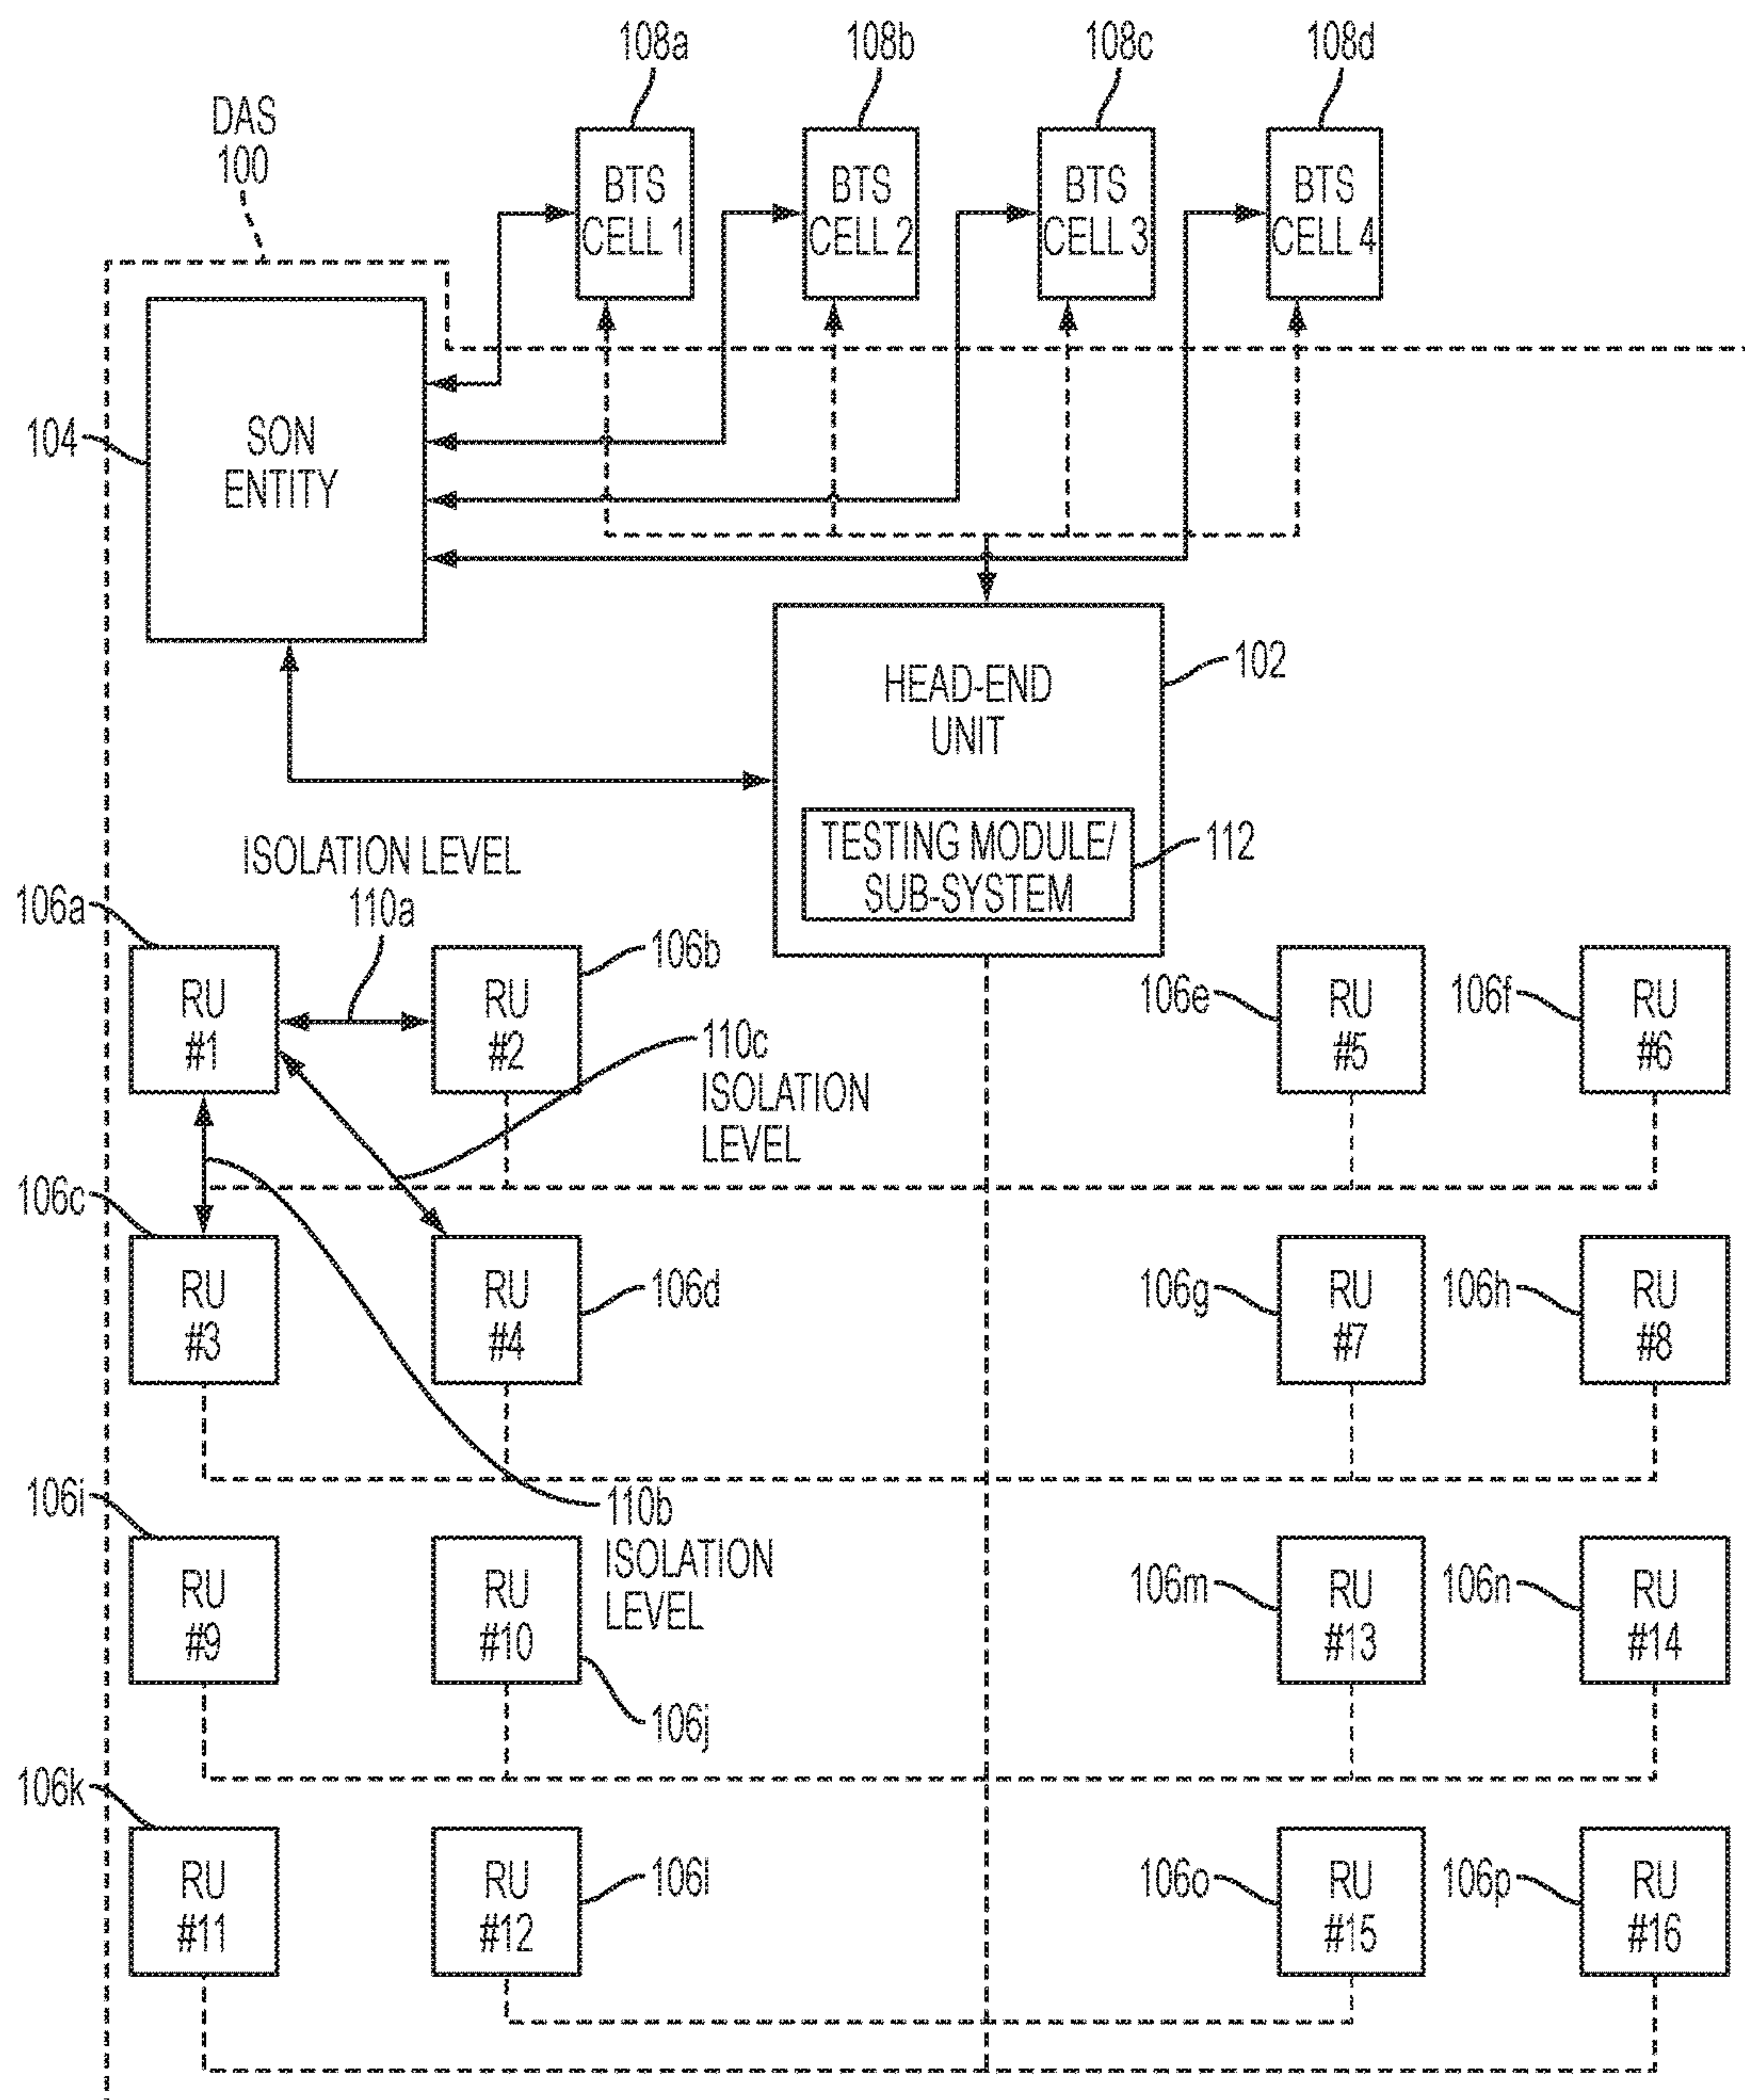 108a
108b
108c
108d
DAS
100
BTS
CELL 1
BTS
CELL 2
BTS
CELL 3
BTS
CELL 4
104
SON
ENTITY
HEAD-END
UNIT
102
TESTING MODULE/
SUB-SYSTEM
112
ISOLATION LEVEL
110a
106a
RU
#1
RU
#2
106b
110c
ISOLATION
LEVEL
106e
RU
#5
106f
RU
#6
106c
RU
#3
RU
#4
106d
106g
RU
#7
106h
RU
#8
106i
RU
#9
RU
#10
106j
110b
ISOLATION
LEVEL
106m
RU
#13
106n
RU
#14
106k
RU
#11
RU
#12
106l
106o
RU
#15
106p
RU
#16